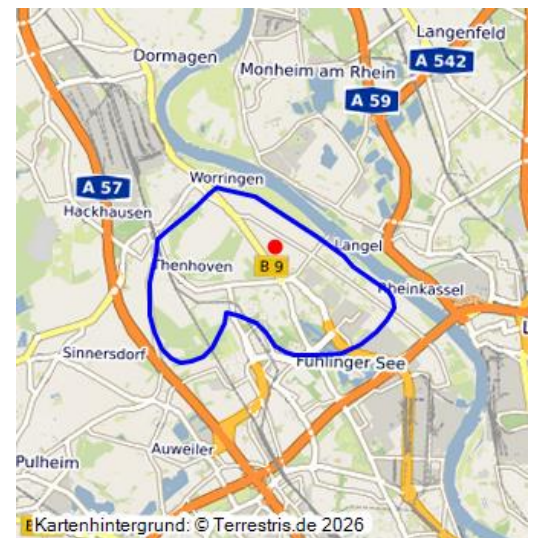 Langenfeld
Dormagen
A 542
Monheim am Rhein
A 59
Worringen
A 57
Hackhausen
Langel
Thenhoven
B 9
Rheinkassel
Sinnersdorf
Fühlinger See
Auweiler
Pulheim
Kartenhintergrund: © Terrestris.de 2026